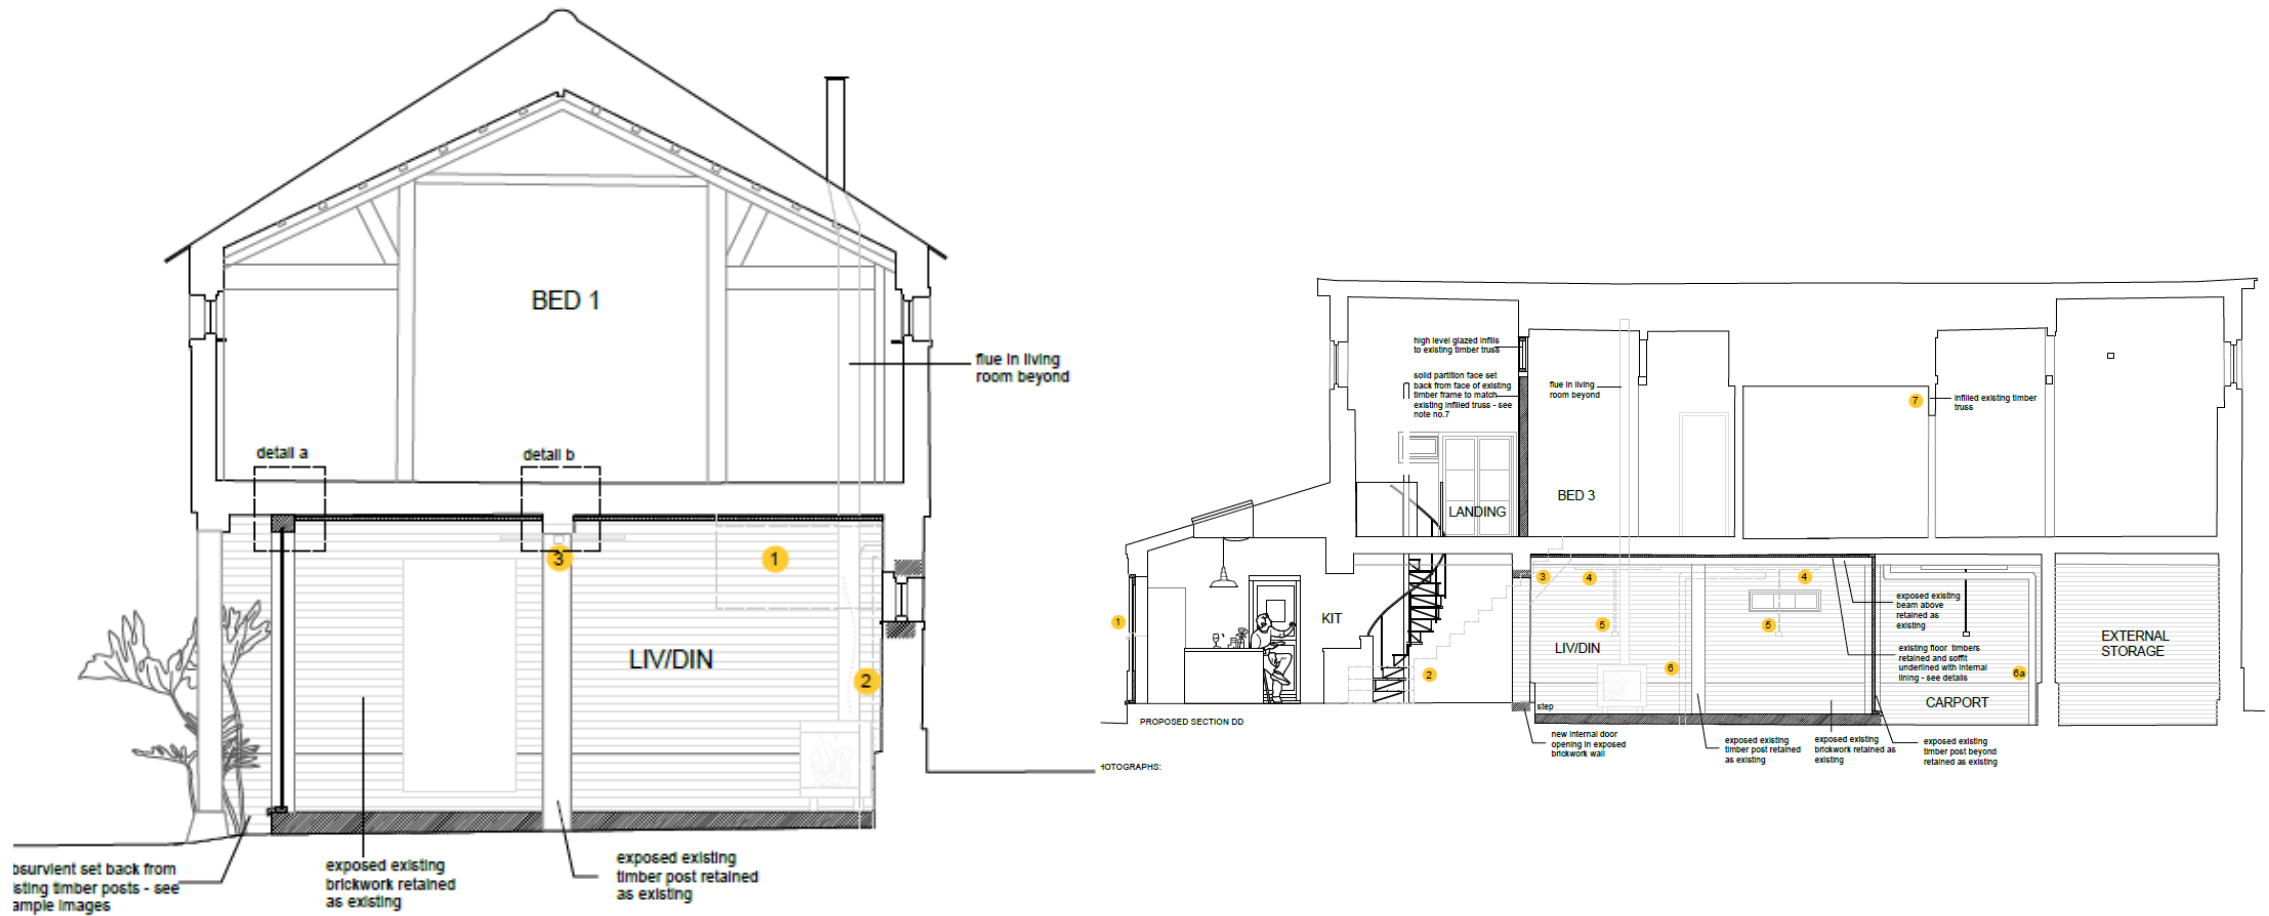 BED 1
flue in living
room beyond
detail a
detail b
3
1
LIV/DIN
2
set back from
timber posts - see
images
exposed existing
brickwork retained
as existing
exposed existing
timber post retained
as existing
high level glazed infills
to existing timber truss
solid partition face set
back from face of existing
timber frame to match
existing infilled truss - see
note no.7
flue in living
room beyond
7
infilled existing timber
truss
BED 3
LANDING
1
KIT
2
3
4
4
5
5
LIV/DIN
6
exposed existing
beam above
retained as
existing
existing floor timbers
retained and soffit
underlined with internal
lining - see details
6a
CARPORT
EXTERNAL
STORAGE
step
PROPOSED SECTION DD
new internal door
opening in exposed
brickwork wall
exposed existing
timber post retained
as existing
exposed existing
brickwork retained as
existing
exposed existing
timber post beyond
retained as existing
HOTOGRAPHS: